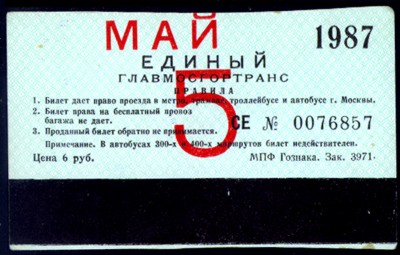 МАЙ 1987
ЕДИНЫЙ
ГЛАВМОСГОРТРАНС
ПРАВИЛА
1. Билет дает право проезда в метро, трамвае, троллейбусе и автобусе г. Москвы.
2. Билет права на бесплатный провоз
багажа не дает.
СЕ № 0076857
3. Проданный билет обратно не принимается.
Примечание. В автобусах 300-х и 400-х маршрутов билет недействителен.
Цена 6 руб. МПФ Гознака. Зак. 3971-
5